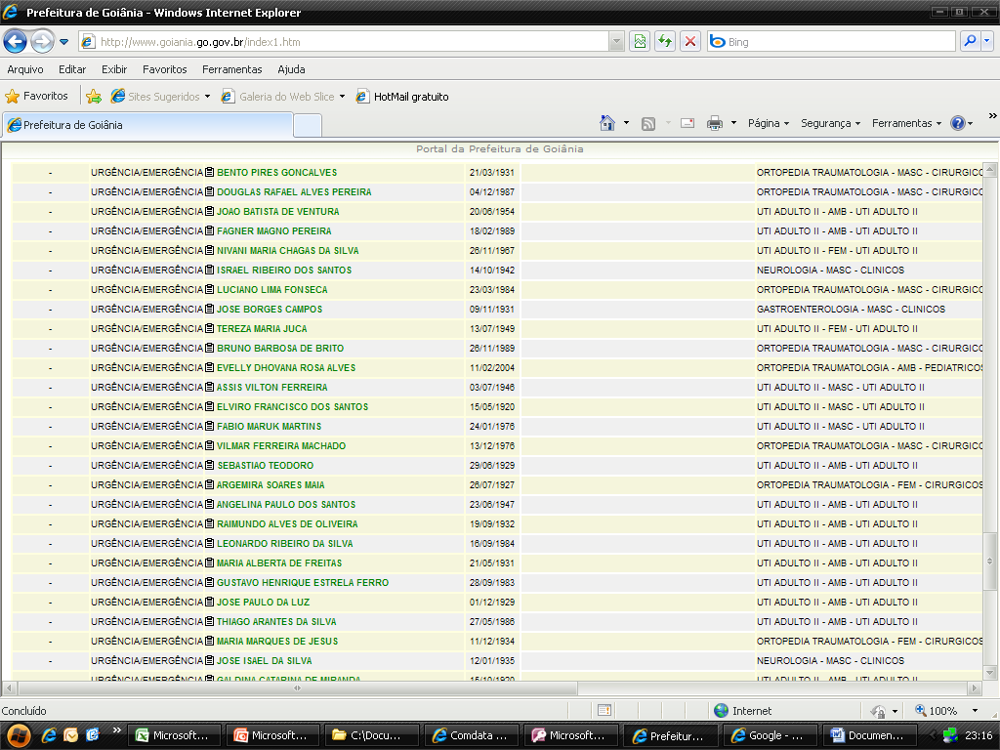 Prefeitura de Goiânia - Windows Internet Explorer
http://www.goiania.go.gov.br/index1.htm
Bing
Arquivo Editar Exibir Favoritos Ferramentas Ajuda
Favoritos Sites Sugeridos Galeria do Web Slice HotMail gratuito
Prefeitura de Goiânia Página Segurança Ferramentas »
Portal da Prefeitura de Goiânia
- URGÊNCIA/EMERGÊNCIA BENTO PIRES GONCALVES 21/03/1931 ORTOPEDIA TRAUMATOLOGIA - MASC - CIRURGICO
- URGÊNCIA/EMERGÊNCIA DOUGLAS RAFAEL ALVES PEREIRA 04/12/1987 ORTOPEDIA TRAUMATOLOGIA - MASC - CIRURGICO
- URGÊNCIA/EMERGÊNCIA JOAO BATISTA DE VENTURA 20/06/1954 UTI ADULTO II - AMB - UTI ADULTO II
- URGÊNCIA/EMERGÊNCIA FAGNER MAGNO PEREIRA 18/02/1989 UTI ADULTO II - AMB - UTI ADULTO II
- URGÊNCIA/EMERGÊNCIA NIVANI MARIA CHAGAS DA SILVA 26/11/1967 UTI ADULTO II - FEM - UTI ADULTO II
- URGÊNCIA/EMERGÊNCIA ISRAEL RIBEIRO DOS SANTOS 14/10/1942 NEUROLOGIA - MASC - CLINICOS
- URGÊNCIA/EMERGÊNCIA LUCIANO LIMA FONSECA 23/03/1984 ORTOPEDIA TRAUMATOLOGIA - MASC - CIRURGICO
- URGÊNCIA/EMERGÊNCIA JOSE BORGES CAMPOS 09/11/1931 GASTROENTEROLOGIA - MASC - CLINICOS
- URGÊNCIA/EMERGÊNCIA TEREZA MARIA JUCA 13/07/1949 UTI ADULTO II - FEM - UTI ADULTO II
- URGÊNCIA/EMERGÊNCIA BRUNO BARBOSA DE BRITO 26/11/1989 ORTOPEDIA TRAUMATOLOGIA - MASC - CIRURGICO
- URGÊNCIA/EMERGÊNCIA EVELLY DHOVANA ROSA ALVES 11/02/2004 ORTOPEDIA TRAUMATOLOGIA - AMB - PEDIATRICOS
- URGÊNCIA/EMERGÊNCIA ASSIS VILTON FERREIRA 03/07/1946 UTI ADULTO II - MASC - UTI ADULTO II
- URGÊNCIA/EMERGÊNCIA ELVIRO FRANCISCO DOS SANTOS 15/05/1920 UTI ADULTO II - MASC - UTI ADULTO II
- URGÊNCIA/EMERGÊNCIA FABIO MARUK MARTINS 24/01/1976 UTI ADULTO II - MASC - UTI ADULTO II
- URGÊNCIA/EMERGÊNCIA VILMAR FERREIRA MACHADO 13/12/1976 ORTOPEDIA TRAUMATOLOGIA - MASC - CIRURGICO
- URGÊNCIA/EMERGÊNCIA SEBASTIAO TEODORO 29/06/1929 UTI ADULTO II - AMB - UTI ADULTO II
- URGÊNCIA/EMERGÊNCIA ARGEMIRA SOARES MAIA 26/07/1927 ORTOPEDIA TRAUMATOLOGIA - FEM - CIRURGICOS
- URGÊNCIA/EMERGÊNCIA ANGELINA PAULO DOS SANTOS 23/06/1947 UTI ADULTO II - AMB - UTI ADULTO II
- URGÊNCIA/EMERGÊNCIA RAIMUNDO ALVES DE OLIVEIRA 19/09/1932 UTI ADULTO II - AMB - UTI ADULTO II
- URGÊNCIA/EMERGÊNCIA LEONARDO RIBEIRO DA SILVA 16/09/1984 UTI ADULTO II - AMB - UTI ADULTO II
- URGÊNCIA/EMERGÊNCIA MARIA ALBERTA DE FREITAS 21/05/1931 UTI ADULTO II - AMB - UTI ADULTO II
- URGÊNCIA/EMERGÊNCIA GUSTAVO HENRIQUE ESTRELA FERRO 28/09/1983 UTI ADULTO II - AMB - UTI ADULTO II
- URGÊNCIA/EMERGÊNCIA JOSE PAULO DA LUZ 01/12/1929 UTI ADULTO II - AMB - UTI ADULTO II
- URGÊNCIA/EMERGÊNCIA THIAGO ARANTES DA SILVA 27/05/1986 UTI ADULTO II - AMB - UTI ADULTO II
- URGÊNCIA/EMERGÊNCIA MARIA MARQUES DE JESUS 11/12/1934 ORTOPEDIA TRAUMATOLOGIA - FEM - CIRURGICOS
- URGÊNCIA/EMERGÊNCIA JOSE ISAEL DA SILVA 12/01/1935 NEUROLOGIA - MASC - CLINICOS
- URGÊNCIA/EMERGÊNCIA GALDINA CATARINA DE MIRANDA 15/10/1920 UTI ADULTO II - AMB - UTI ADULTO II
Concluído Internet 100%
» Microsoft... Microsoft... C:\Docu... Comdata ... Microsoft... Prefeitur... Google - ... Documen... 23:16